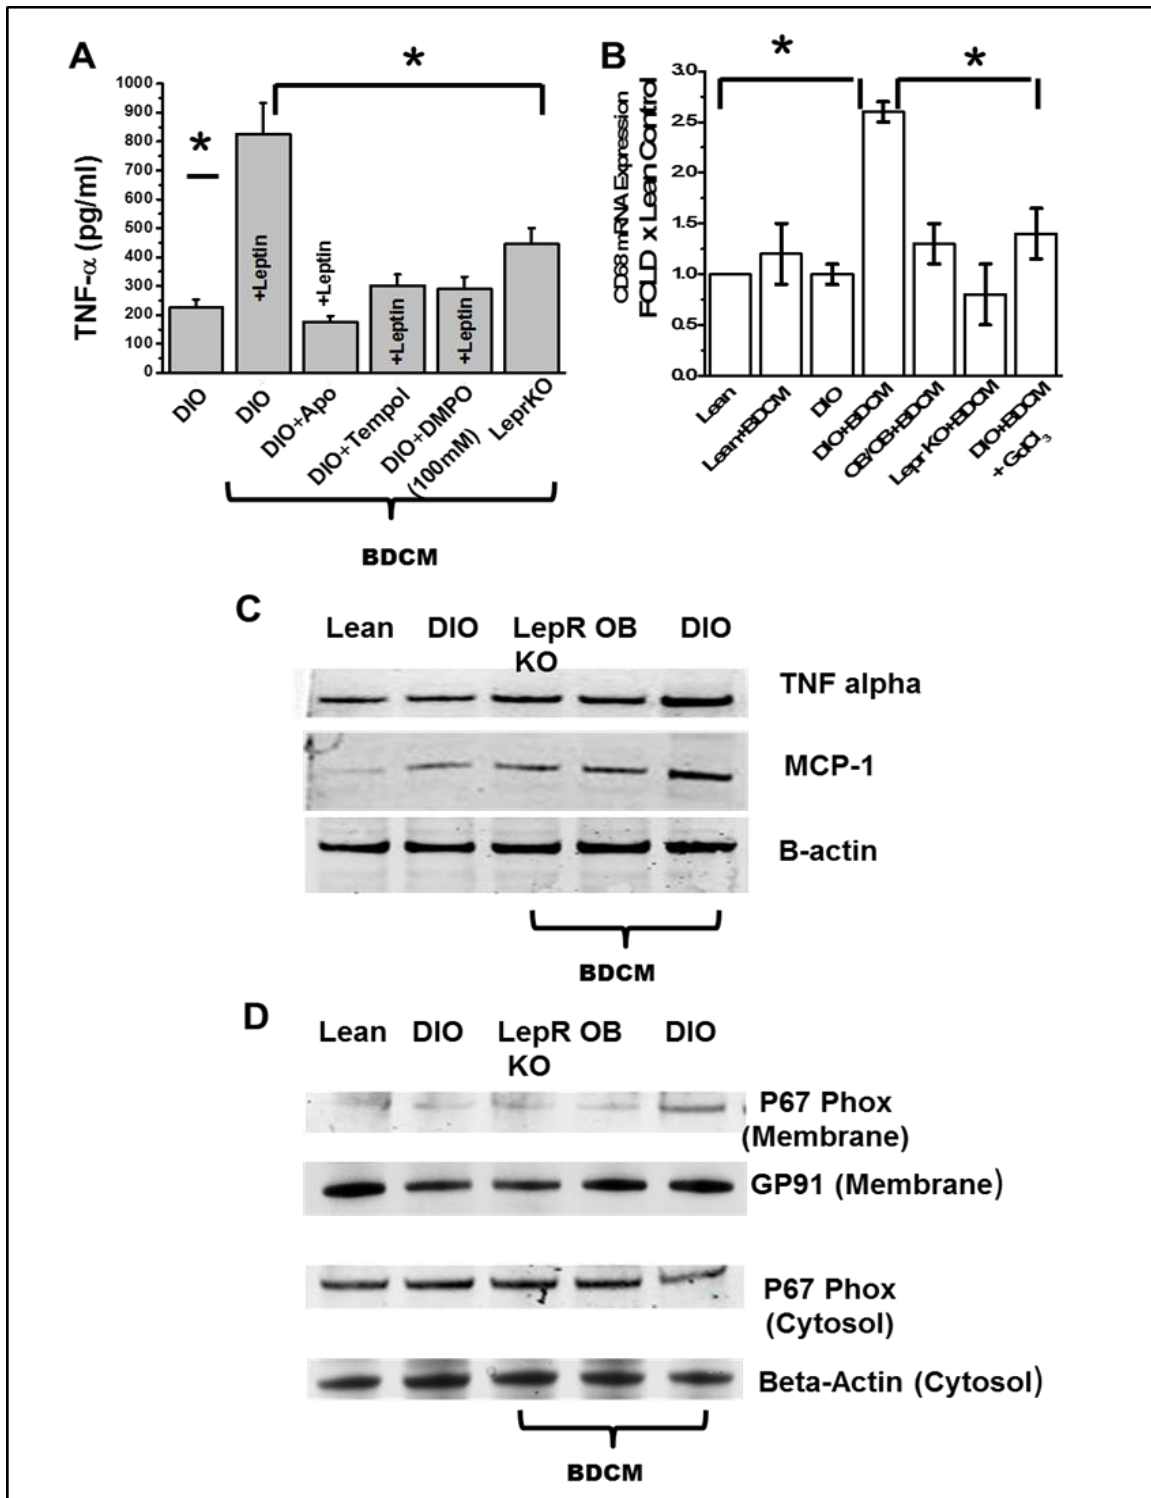 A
*
*
TNF-α (pg/ml)
1000
900
800
700
600
500
400
300
200
100
0
+Leptin
+Leptin
+Leptin
+Leptin
DIO
DIO
DIO+Apo
DIO+Tempol
DIO+DMPO
(100mM)
LeprKO
BDCM
B
*
*
CD68 mRNA Expression
FOLD x Lean Control
3.0
2.5
2.0
1.5
1.0
0.5
0.0
Lean
Lean+BDCM
DIO
DIO+BDCM
OB/OB+BDCM
Lepr KO+BDCM
DIO+BDCM
+ GdCl3
C
Lean DIO LepR OB DIO
KO
TNF alpha
MCP-1
B-actin
BDCM
D
Lean DIO LepR OB DIO
KO
P67 Phox
(Membrane)
GP91 (Membrane)
P67 Phox
(Cytosol)
Beta-Actin (Cytosol)
BDCM